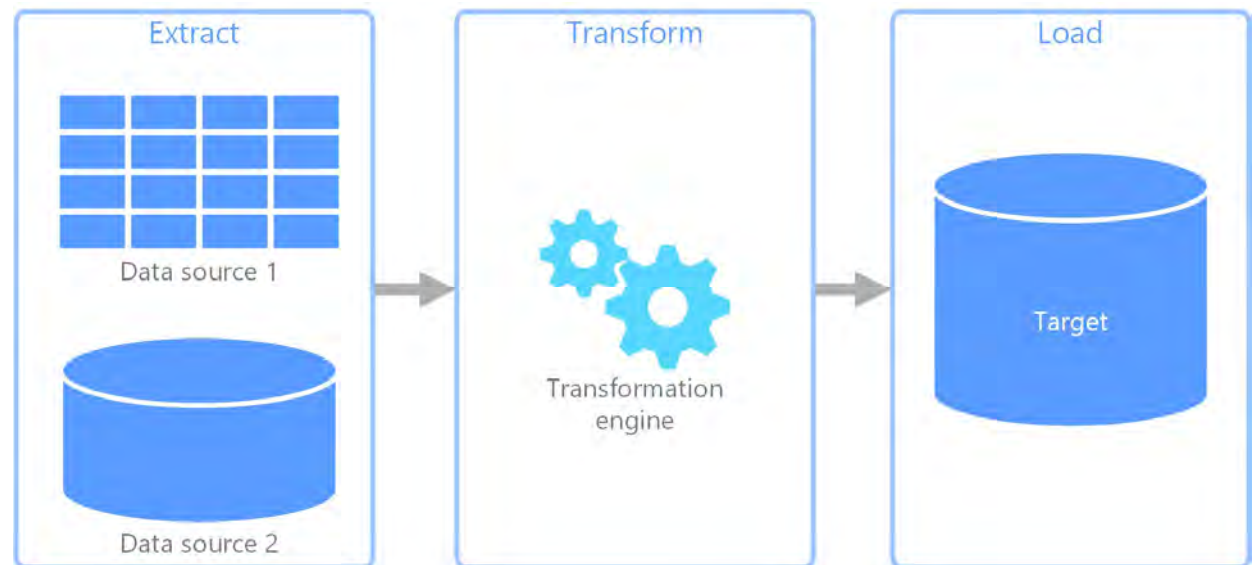 Extract
Data source 1
Data source 2
Transform
Transformation
engine
Load
Target